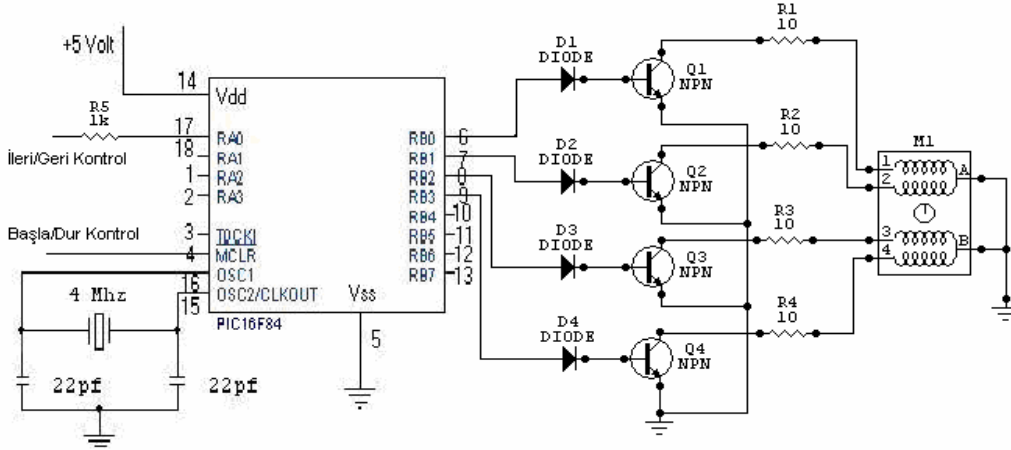 +5 Volt
14
Vdd
R5
1k
17
RA0
İleri/Geri Kontrol
18
RA1
1
RA2
2
RA3
3
TOCKI
Başla/Dur Kontrol
4
MCLR
OSC1
16
OSC2/CLKOUT
15
Vss
PIC16F84
5
4 Mhz
22pf
22pf
RB0
6
RB1
7
RB2
8
RB3
9
RB4
10
RB5
11
RB6
12
RB7
13
D1
DIODE
Q1
NPN
R1
10
D2
DIODE
Q2
NPN
R2
10
D3
DIODE
Q3
NPN
R3
10
D4
DIODE
Q4
NPN
R4
10
M1
1
2
A
3
4
B